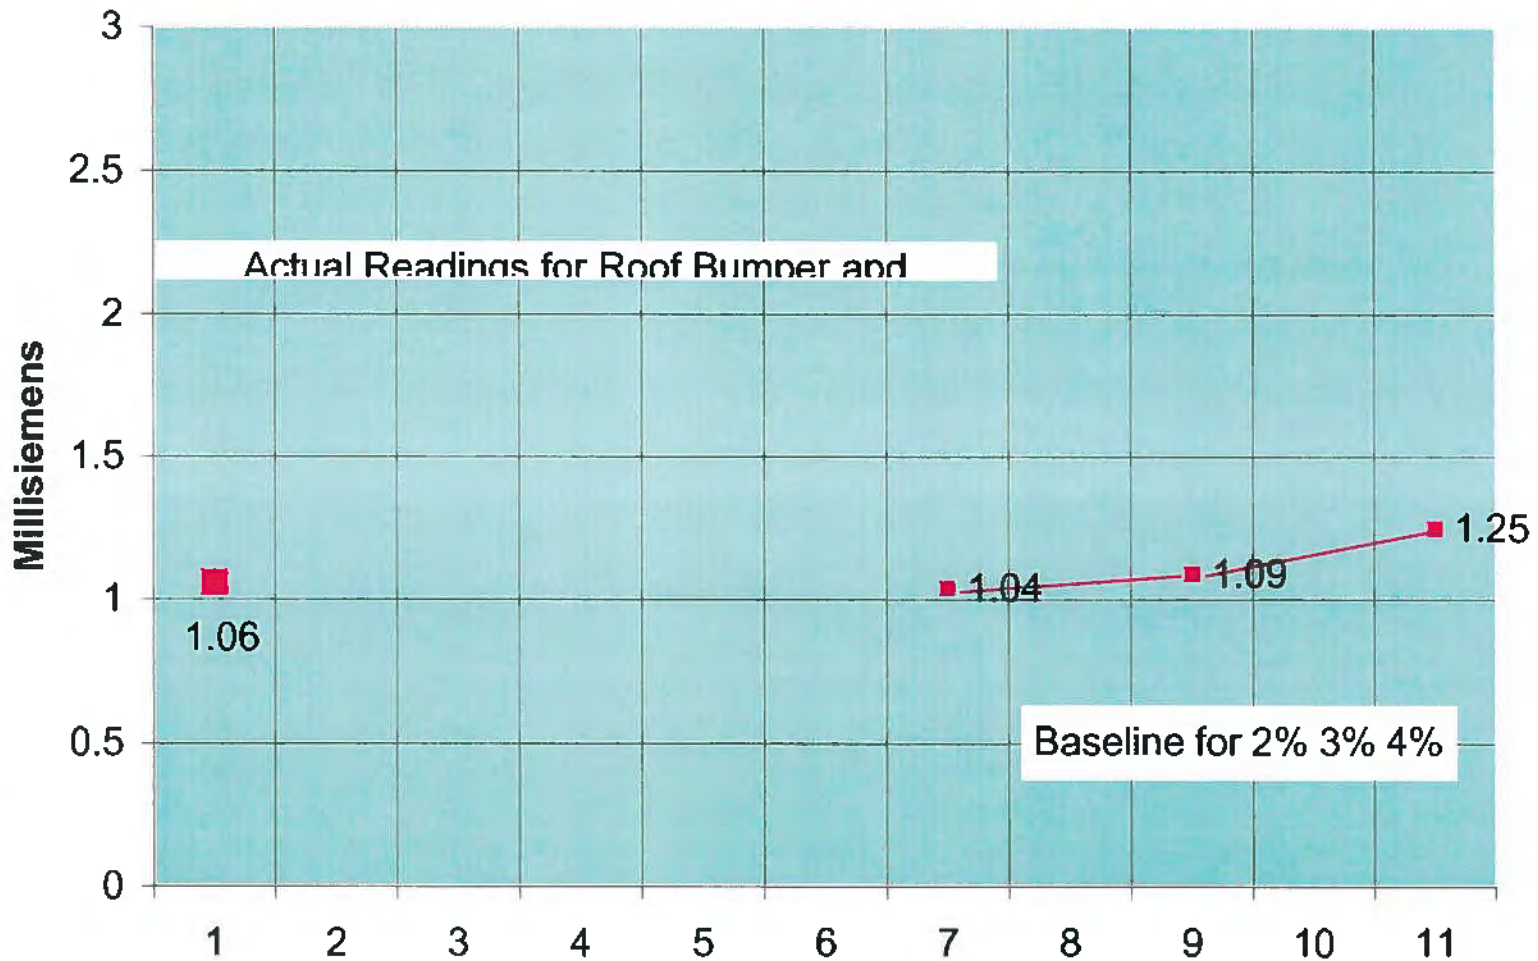 3
2.5
Actual Readings for Roof Bumper and
2
Millisiemens
1.5
1.25
1.09
1.04
1
1.06
Baseline for 2% 3% 4%
0.5
0
1 2 3 4 5 6 7 8 9 10 11